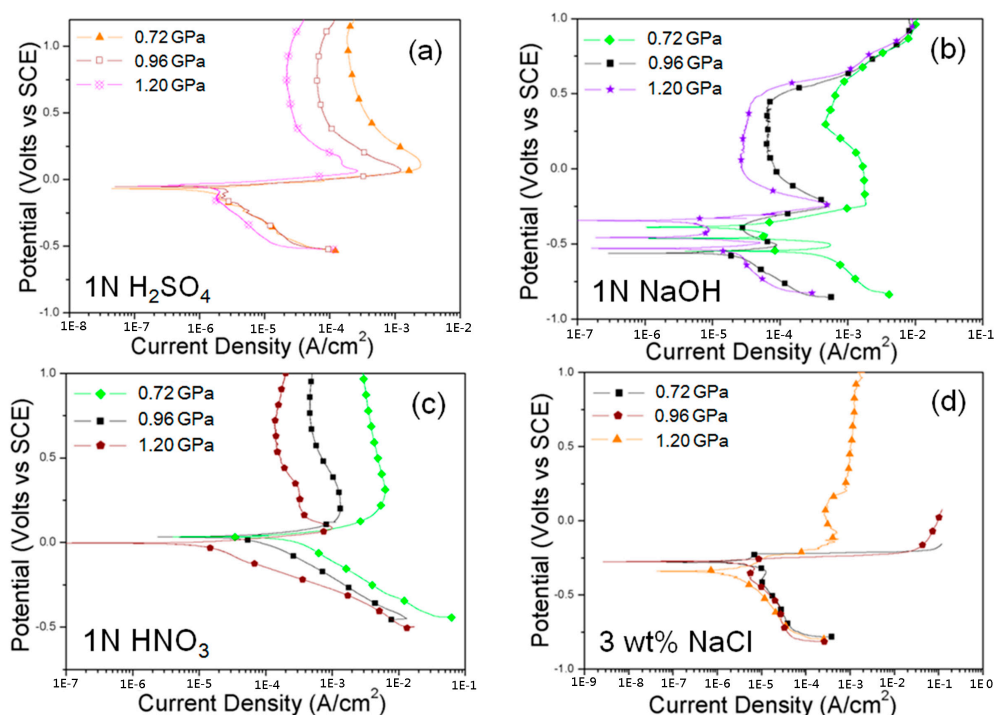 (a)
0.72 GPa
0.96 GPa
1.20 GPa
Potential (Volts vs SCE)
1.0
0.5
0.0
-0.5
-1.0
1N H₂SO₄
1E-8 1E-7 1E-6 1E-5 1E-4 1E-3 1E-2
Current Density (A/cm²)
(b)
0.72 GPa
0.96 GPa
1.20 GPa
Potential (Volts vs SCE)
1.0
0.5
0.0
-0.5
-1.0
1N NaOH
1E-7 1E-6 1E-5 1E-4 1E-3 1E-2 1E-1
Current Density (A/cm²)
(c)
0.72 GPa
0.96 GPa
1.20 GPa
Potential (Volts vs SCE)
1.0
0.5
0.0
-0.5
-1.0
1N HNO₃
1E-7 1E-6 1E-5 1E-4 1E-3 1E-2 1E-1
Current Density (A/cm²)
(d)
0.72 GPa
0.96 GPa
1.20 GPa
Potential (Volts vs SCE)
1.0
0.5
0.0
-0.5
-1.0
3 wt% NaCl
1E-9 1E-8 1E-7 1E-6 1E-5 1E-4 1E-3 1E-2 1E-1 1E0
Current Density (A/cm²)